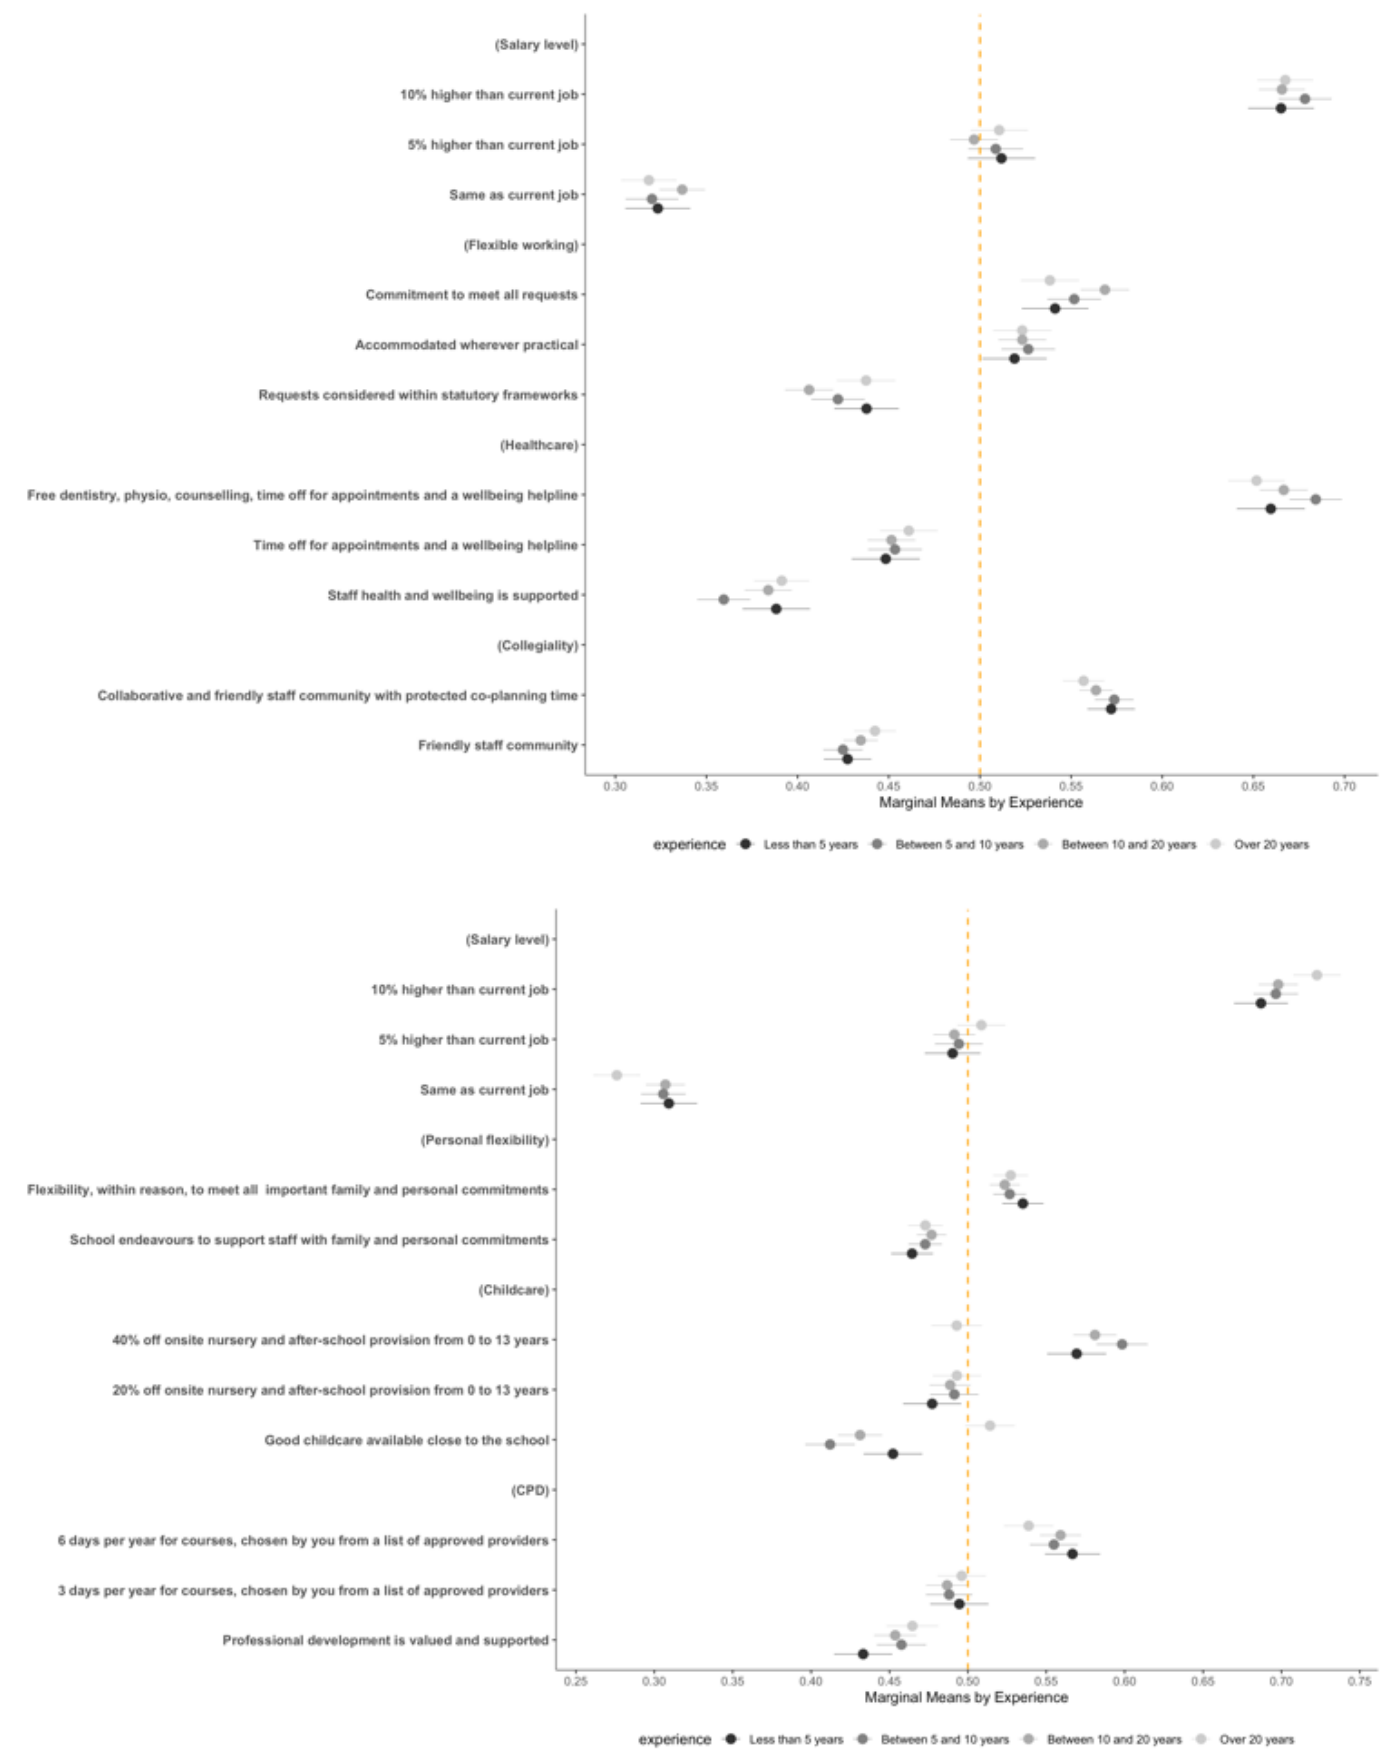 (Salary level)
10% higher than current job
5% higher than current job
Same as current job
(Flexible working)
Commitment to meet all requests
Accommodated wherever practical
Requests considered within statutory frameworks
(Healthcare)
Free dentistry, physio, counselling, time off for appointments and a wellbeing helpline
Time off for appointments and a wellbeing helpline
Staff health and wellbeing is supported
(Collegiality)
Collaborative and friendly staff community with protected co-planning time
Friendly staff community
0.30 0.35 0.40 0.45 0.50 0.55 0.60 0.65 0.70
Marginal Means by Experience
experience Less than 5 years Between 5 and 10 years Between 10 and 20 years Over 20 years
(Salary level)
10% higher than current job
5% higher than current job
Same as current job
(Personal flexibility)
Flexibility, within reason, to meet all important family and personal commitments
School endeavours to support staff with family and personal commitments
(Childcare)
40% off onsite nursery and after-school provision from 0 to 13 years
20% off onsite nursery and after-school provision from 0 to 13 years
Good childcare available close to the school
(CPD)
6 days per year for courses, chosen by you from a list of approved providers
3 days per year for courses, chosen by you from a list of approved providers
Professional development is valued and supported
0.25 0.30 0.35 0.40 0.45 0.50 0.55 0.60 0.65 0.70 0.75
Marginal Means by Experience
experience Less than 5 years Between 5 and 10 years Between 10 and 20 years Over 20 years